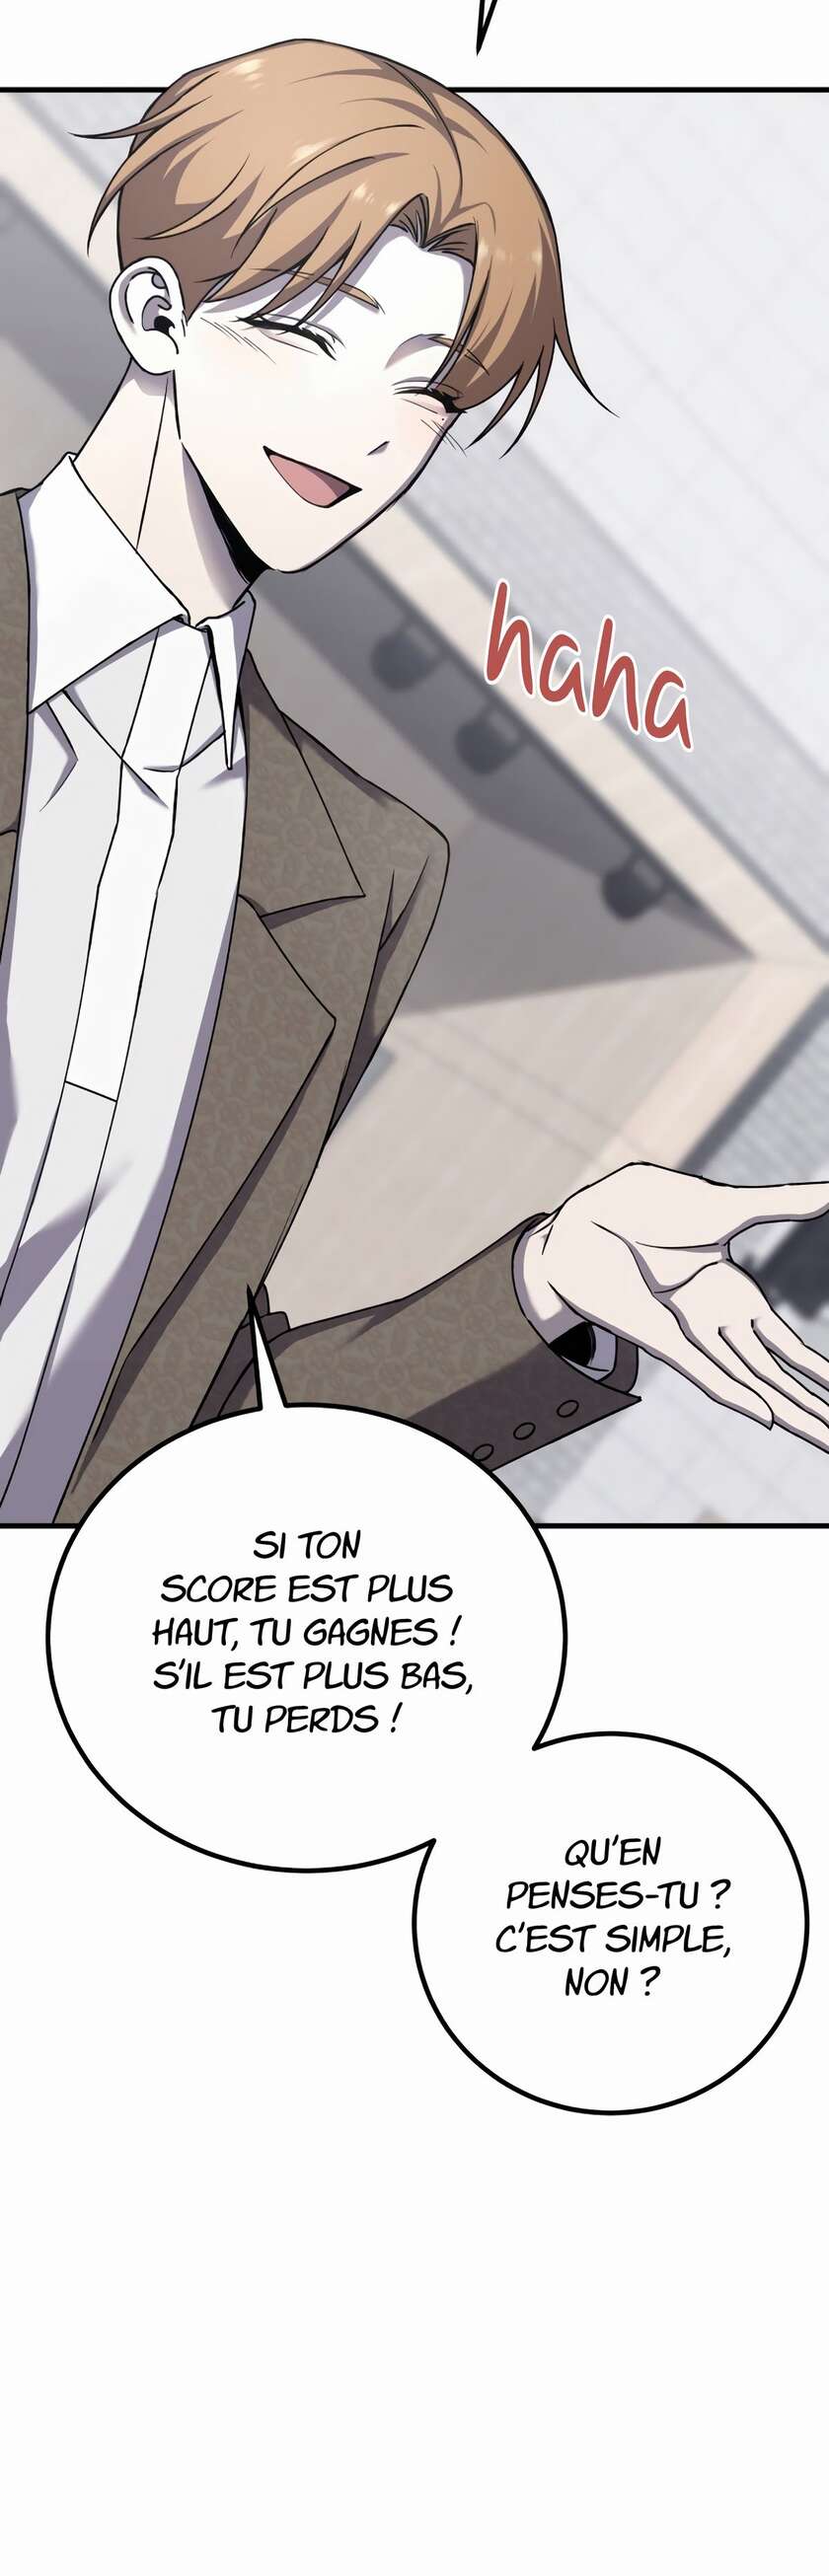 haha
SI TON
SCORE EST PLUS
HAUT, TU GAGNES !
S'IL EST PLUS BAS,
TU PERDS !
QU'EN
PENSES-TU ?
C'EST SIMPLE,
NON ?